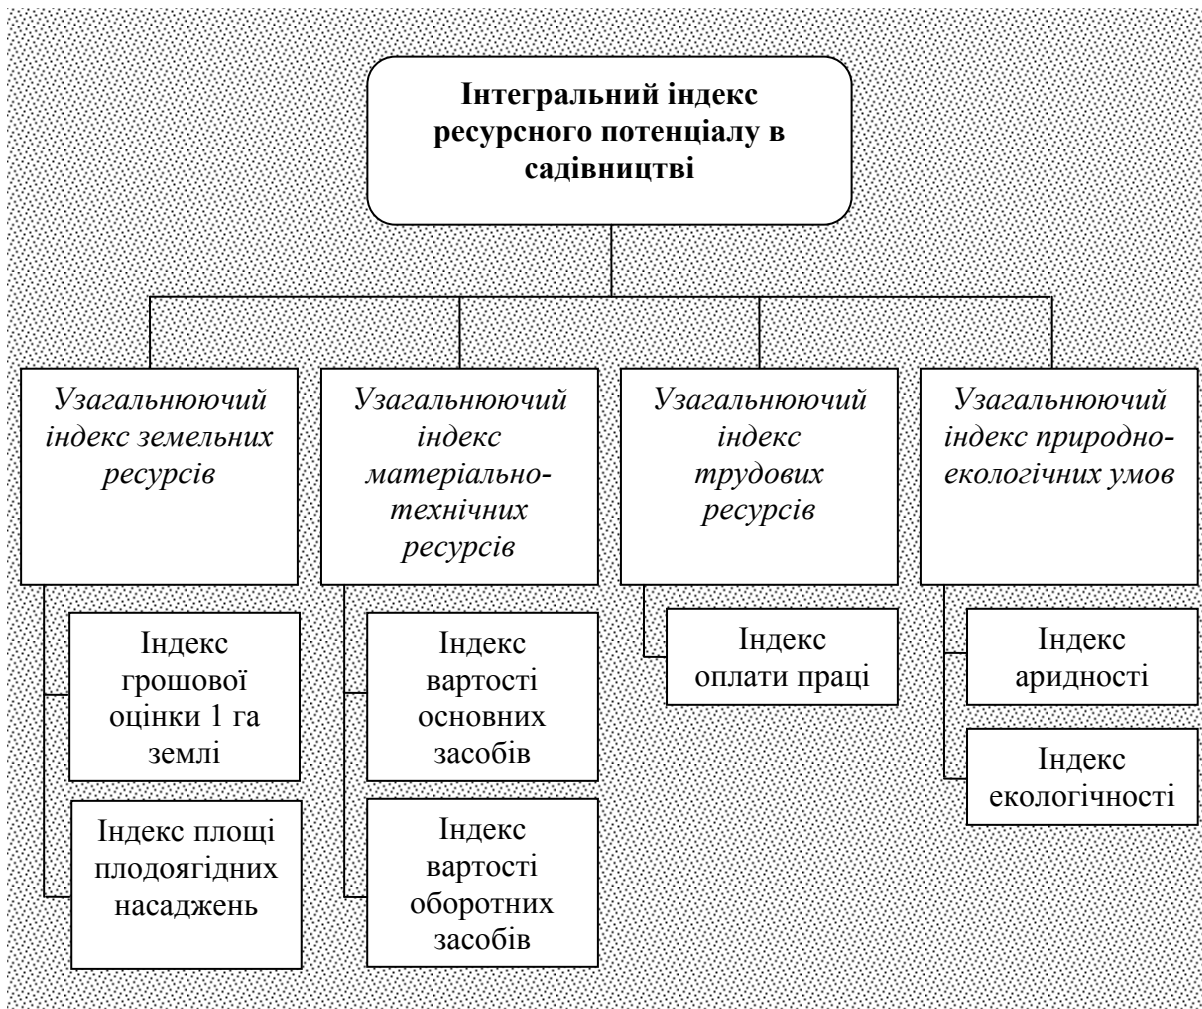 Інтегральний індекс
ресурсного потенціалу в
садівництві
Узагальнюючий
індекс земельних
ресурсів
Узагальнюючий
індекс
матеріально-
технічних
ресурсів
Узагальнюючий
індекс
трудових
ресурсів
Узагальнюючий
індекс природно-
екологічних умов
Індекс
грошової
оцінки 1 га
землі
Індекс площі
плодоягідних
насаджень
Індекс
вартості
основних
засобів
Індекс
вартості
оборотних
засобів
Індекс
оплати праці
Індекс
аридності
Індекс
екологічності